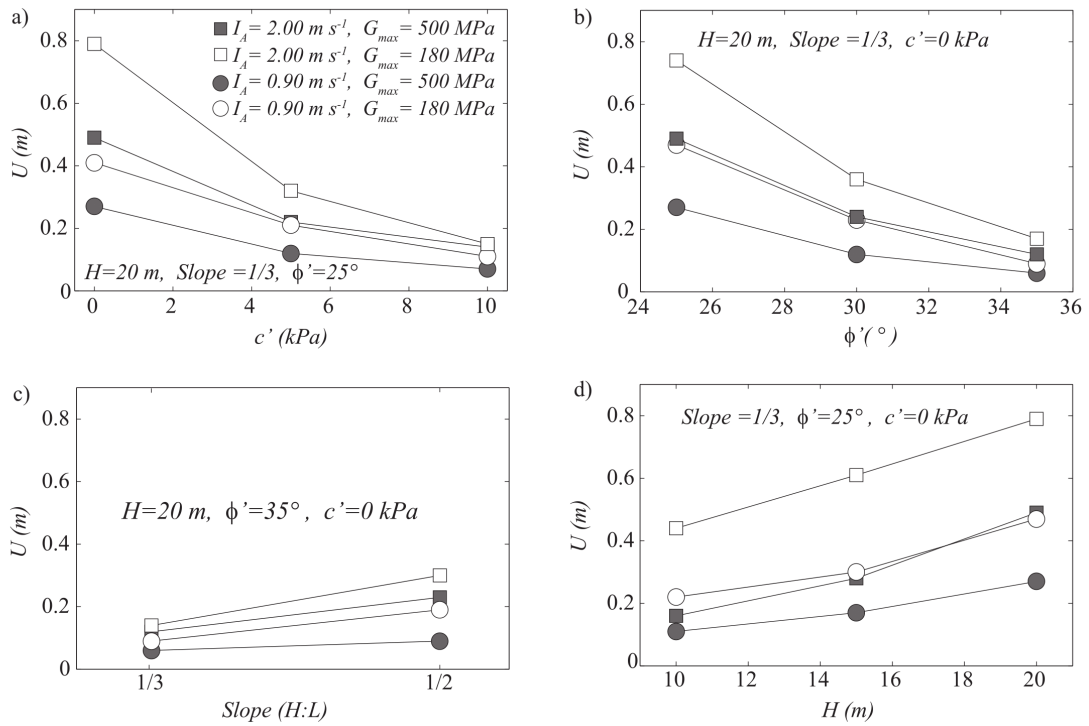 a)
I_A = 2.00 m s⁻¹, G_max = 500 MPa
I_A = 2.00 m s⁻¹, G_max = 180 MPa
I_A = 0.90 m s⁻¹, G_max = 500 MPa
I_A = 0.90 m s⁻¹, G_max = 180 MPa
0.8
0.6
0.4
0.2
0
U (m)
H=20 m, Slope =1/3, ϕ'=25°
0 2 4 6 8 10
c' (kPa)
b)
H=20 m, Slope =1/3, c'=0 kPa
0.8
0.6
0.4
0.2
0
U (m)
24 26 28 30 32 34 36
ϕ'(°)
c)
0.8
0.6
0.4
0.2
0
U (m)
H=20 m, ϕ'=35°, c'=0 kPa
1/3 1/2
Slope (H:L)
d)
Slope =1/3, ϕ'=25°, c'=0 kPa
0.8
0.6
0.4
0.2
0
U (m)
10 12 14 16 18 20
H (m)